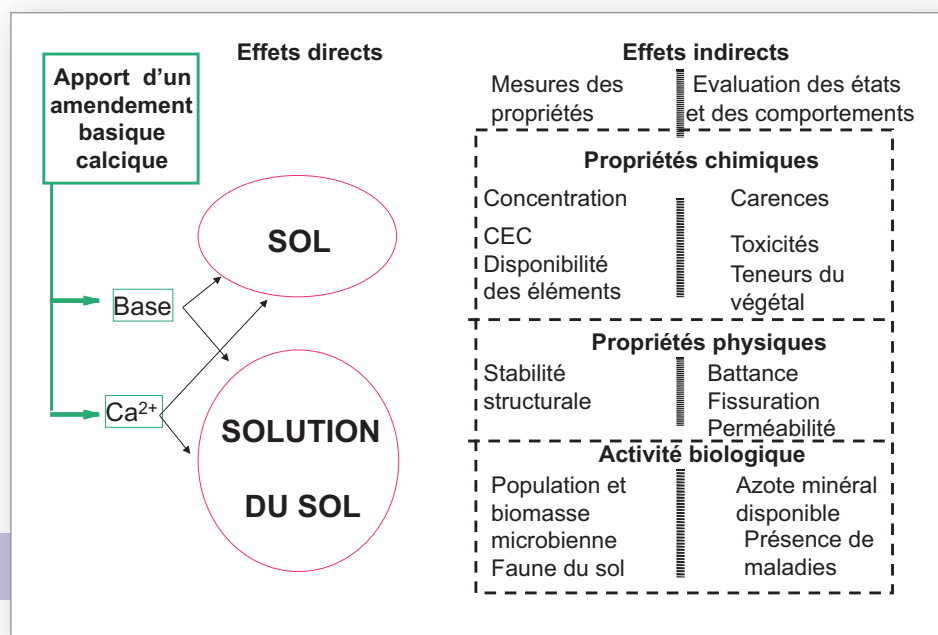 Apport d'un
amendement
basique
calcique
Effets directs
SOL
Base
Ca²⁺
SOLUTION
DU SOL
Effets indirects
Mesures des
propriétés
Evaluation des états
et des comportements
Propriétés chimiques
Concentration
CEC
Disponibilité
des éléments
Carences
Toxicités
Teneurs du
végétal
Propriétés physiques
Stabilité
structurale
Battance
Fissuration
Perméabilité
Activité biologique
Population et
biomasse
microbienne
Faune du sol
Azote minéral
disponible
Présence de
maladies